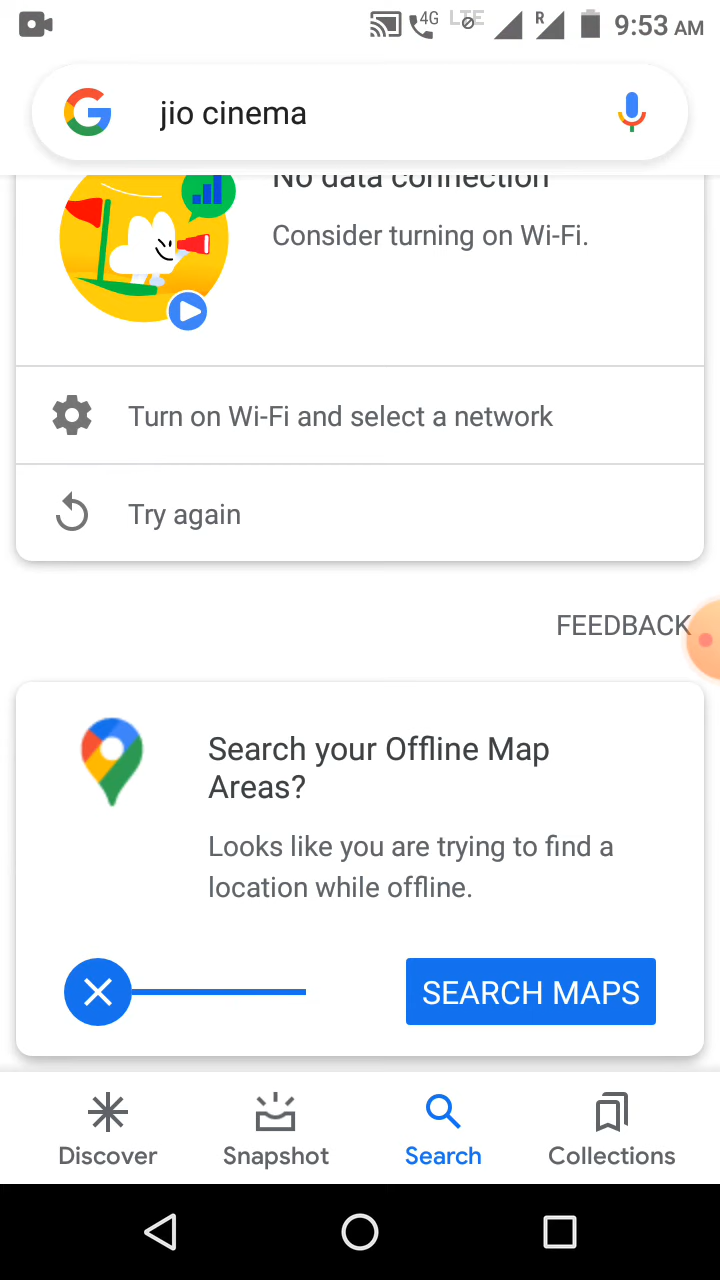 4G LTE R 9:53 AM
jio cinema
No data connection
Consider turning on Wi-Fi.
Turn on Wi-Fi and select a network
Try again
FEEDBACK
Search your Offline Map
Areas?
Looks like you are trying to find a
location while offline.
SEARCH MAPS
Discover Snapshot Search Collections